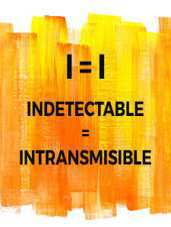 I=I
INDETECTABLE
=
INTRANSMISIBLE